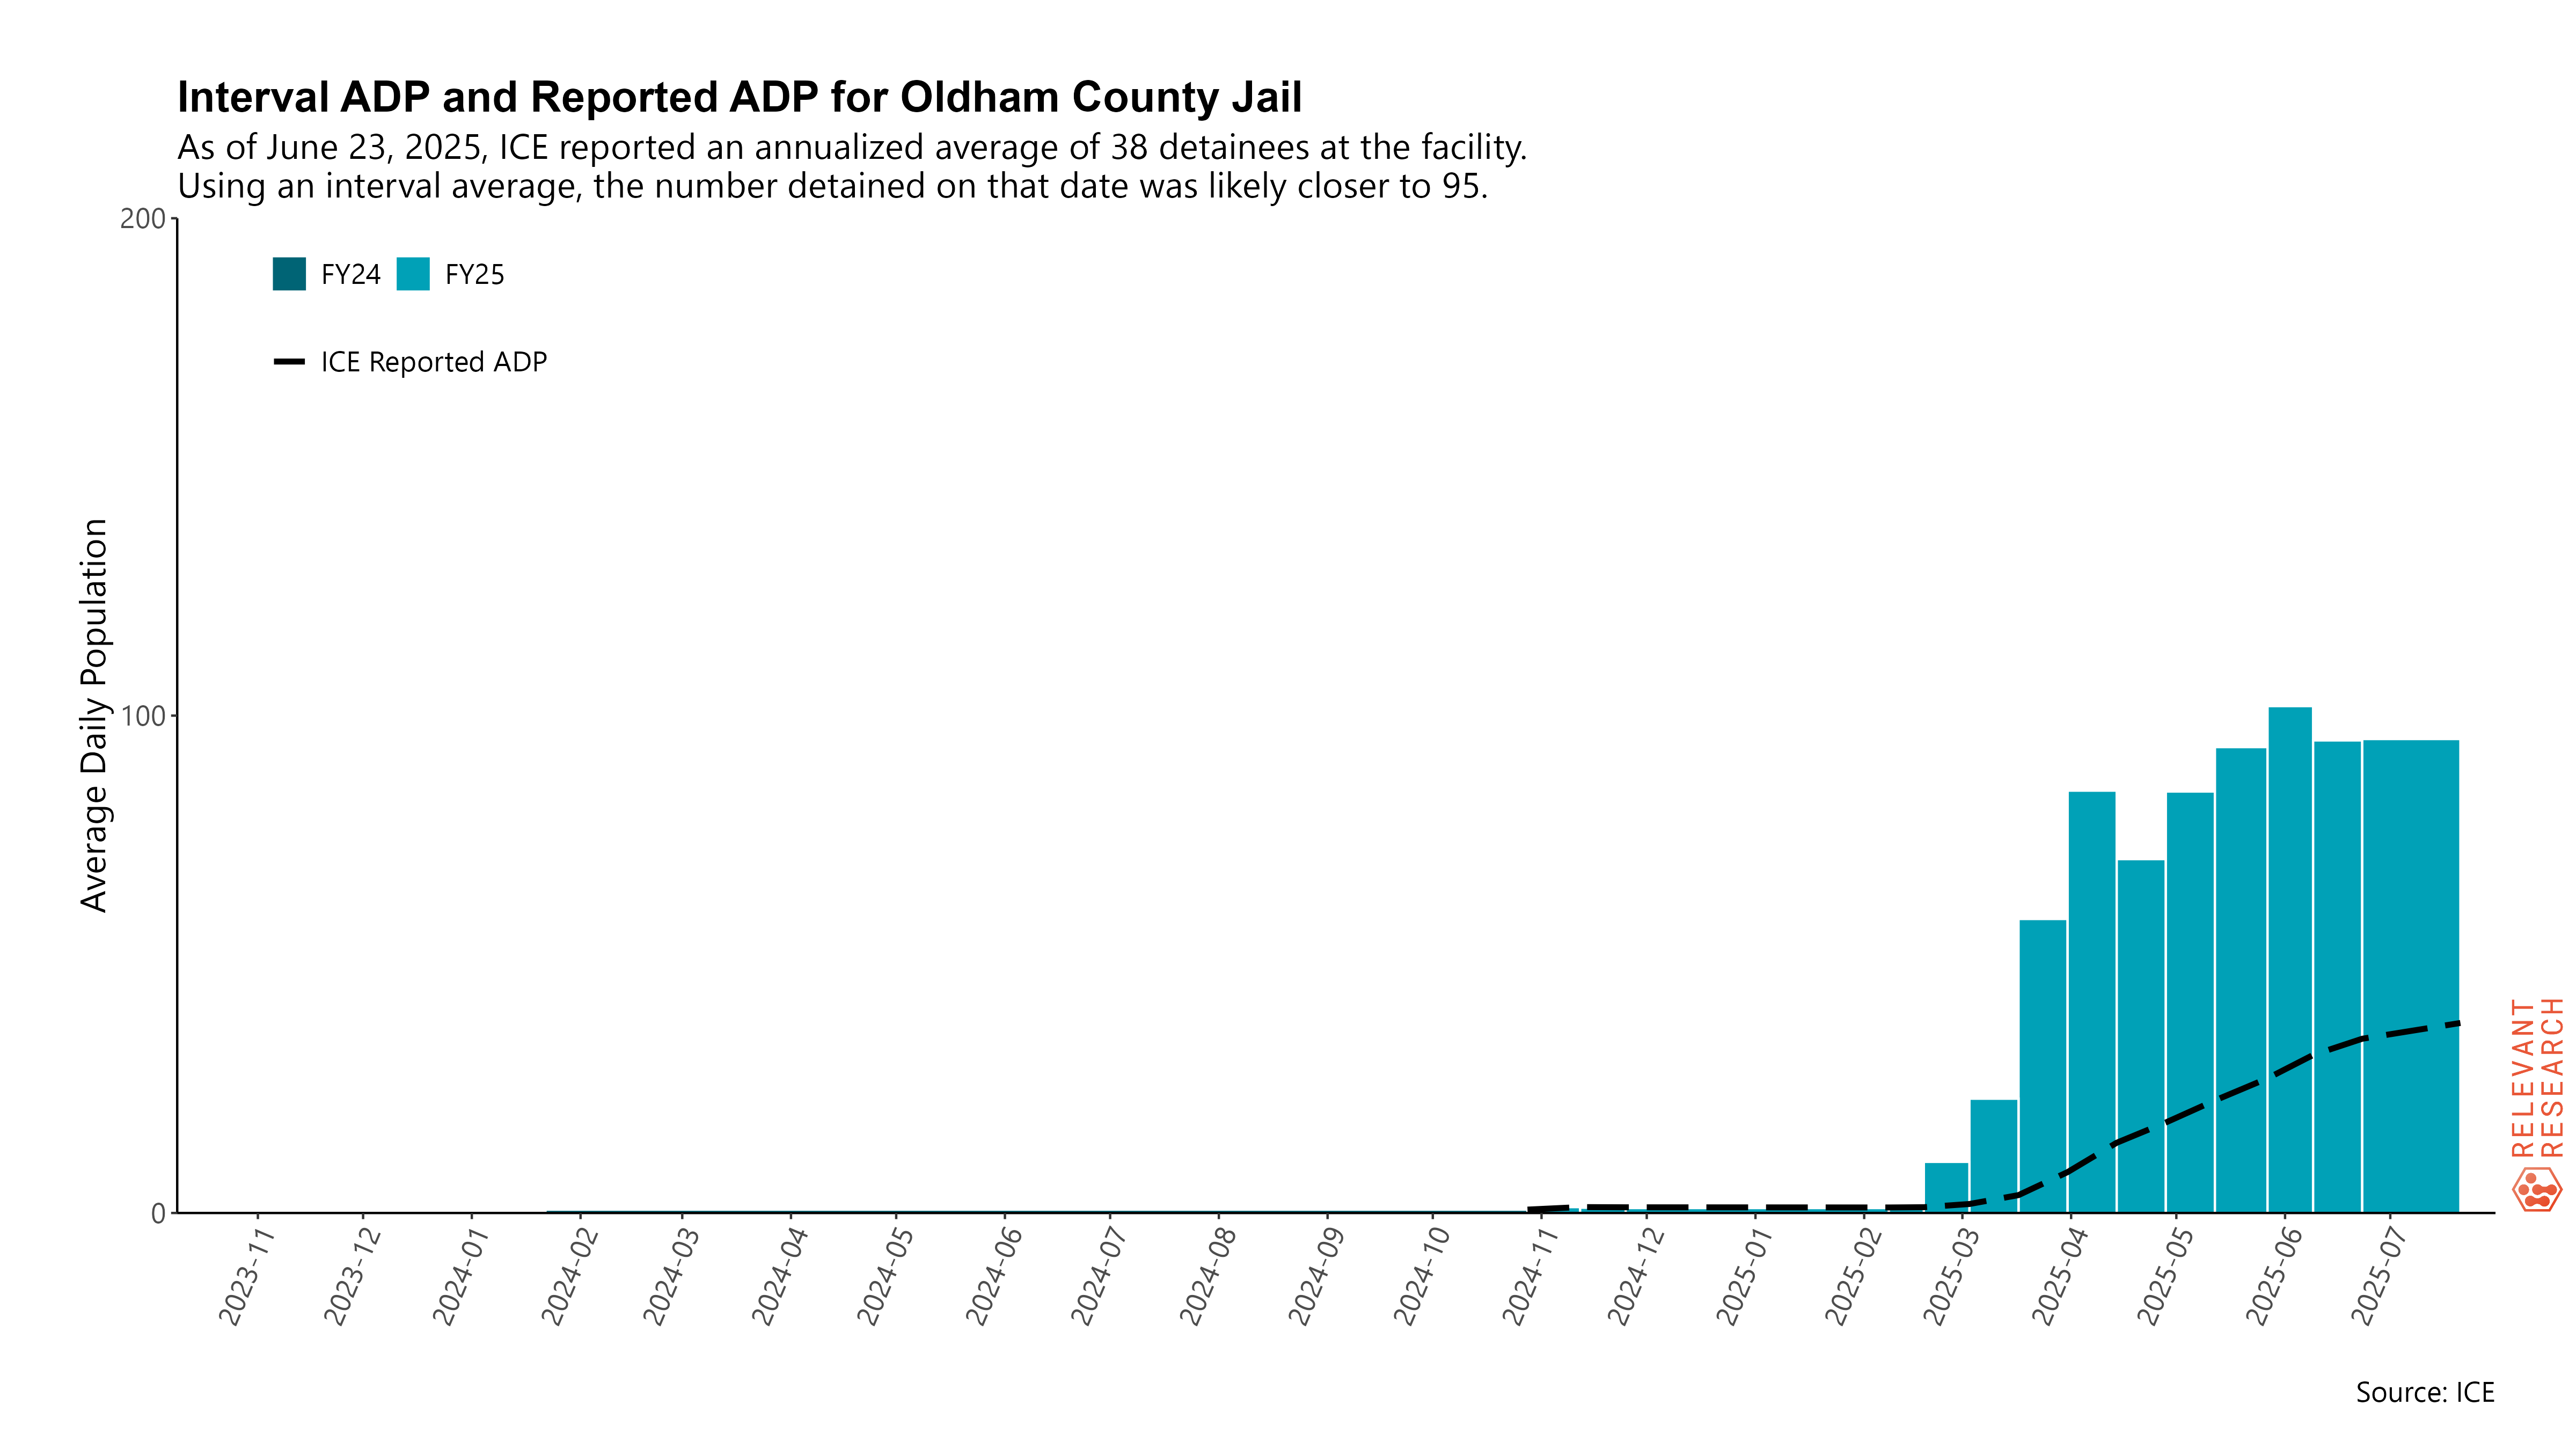 Interval ADP and Reported ADP for Oldham County Jail
As of June 23, 2025, ICE reported an annualized average of 38 detainees at the facility.
Using an interval average, the number detained on that date was likely closer to 95.
200
FY24
FY25
ICE Reported ADP
Average Daily Population
100
0
2023-11
2023-12
2024-01
2024-02
2024-03
2024-04
2024-05
2024-06
2024-07
2024-08
2024-09
2024-10
2024-11
2024-12
2025-01
2025-02
2025-03
2025-04
2025-05
2025-06
2025-07
RELEVANT
RESEARCH
Source: ICE